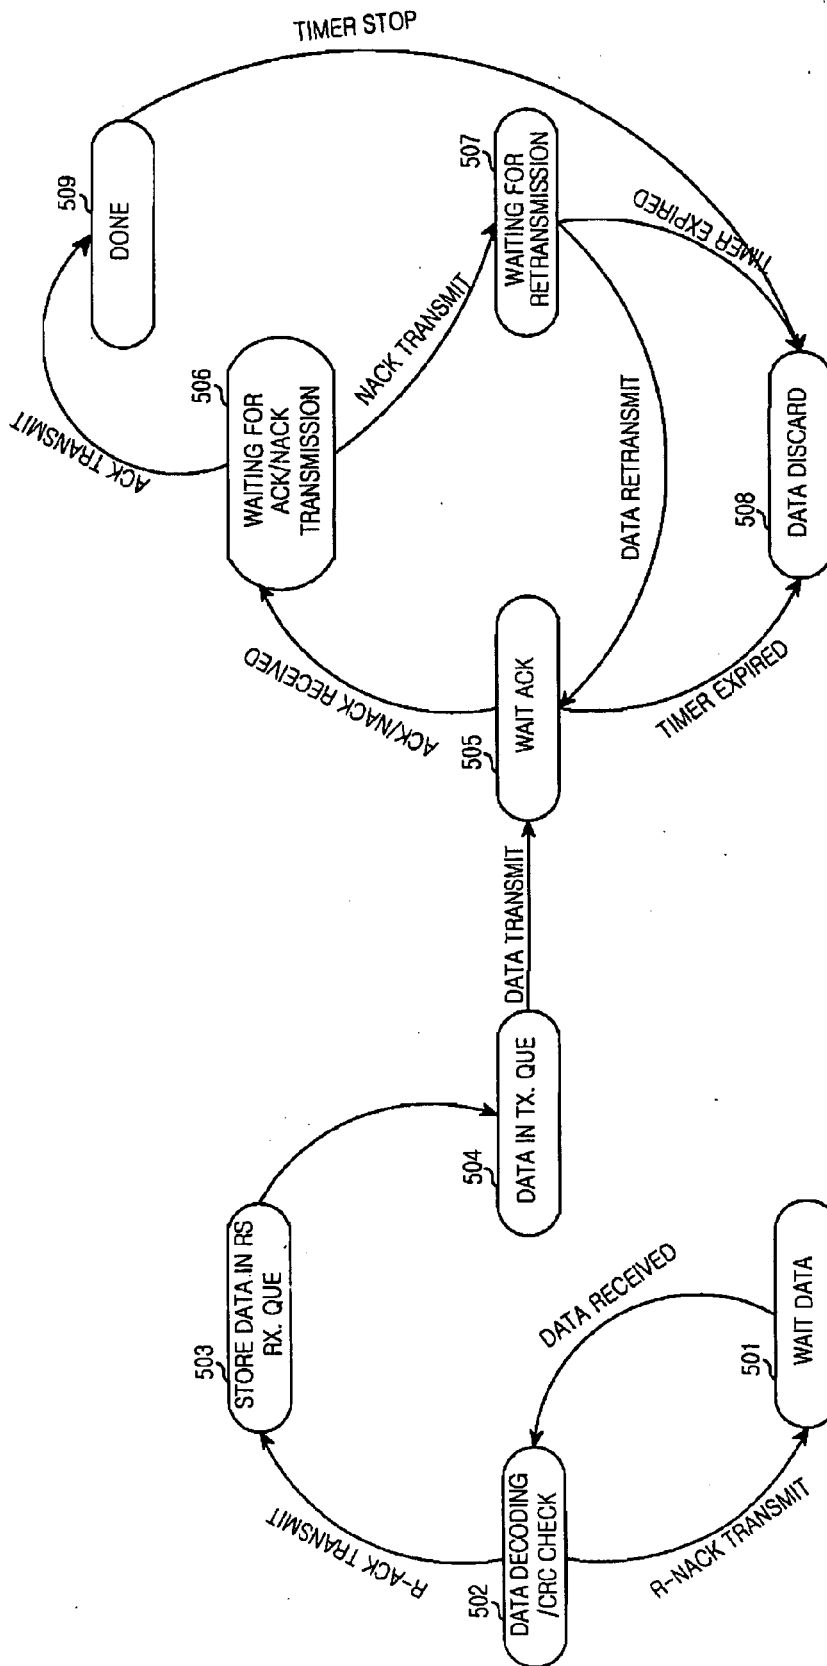 501
WAIT DATA
DATA RECEIVED
502
DATA DECODING
/CRC CHECK
R-NACK TRANSMIT
R-ACK TRANSMIT
503
STORE DATA IN RS
RX. QUE
504
DATA IN TX. QUE
DATA TRANSMIT
505
WAIT ACK
ACK/NACK RECEIVED
TIMER EXPIRED
506
WAITING FOR
ACK/NACK
TRANSMISSION
ACK TRANSMIT
NACK TRANSMIT
507
WAITING FOR
RETRANSMISSION
DATA RETRANSMIT
TIMER EXPIRED
508
DATA DISCARD
509
DONE
TIMER STOP